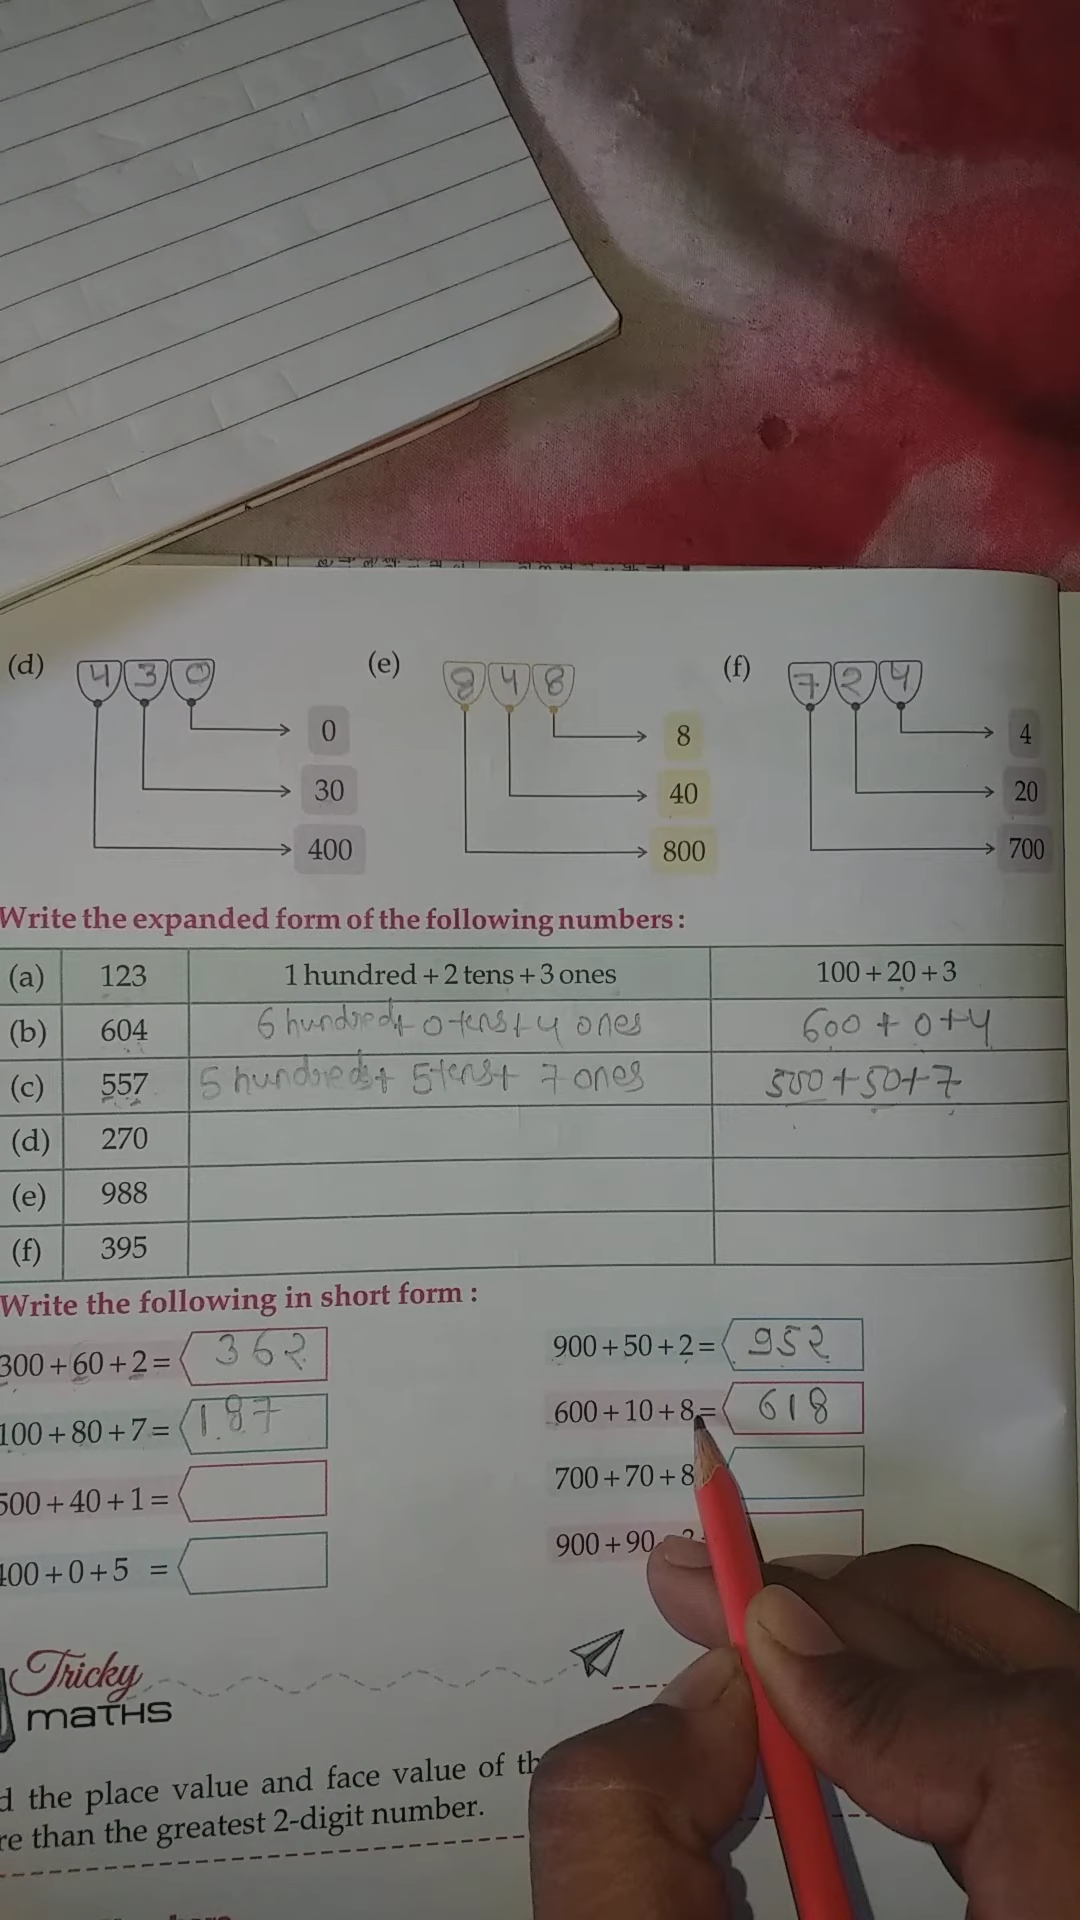 (d) 4 3 0 (e) 8 4 8 (f) 7 2 4
0 8 4
30 40 20
400 800 700
Write the expanded form of the following numbers:
(a) 123 1 hundred + 2 tens + 3 ones 100 + 20 + 3
(b) 604 6 hundred+ 0 tens + 4 ones 600 + 0 + 4
(c) 557 5 hundreds+ 5 tens + 7 ones 500 + 50 + 7
(d) 270
(e) 988
(f) 395
Write the following in short form :
300 + 60 + 2 = 362 900 + 50 + 2 = 952
100 + 80 + 7 = 187 600 + 10 + 8 = 618
500 + 40 + 1 = 700 + 70 + 8
400 + 0 + 5 = 900 + 90
Tricky
MATHS
the place value and face value of
than the greatest 2-digit number.